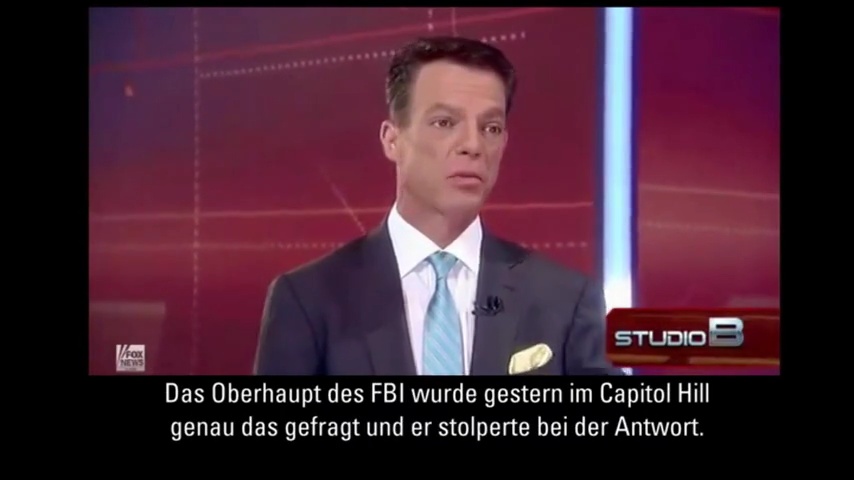 STUDIO B
FOX
NEWS
Das Oberhaupt des FBI wurde gestern im Capitol Hill
genau das gefragt und er stolperte bei der Antwort.